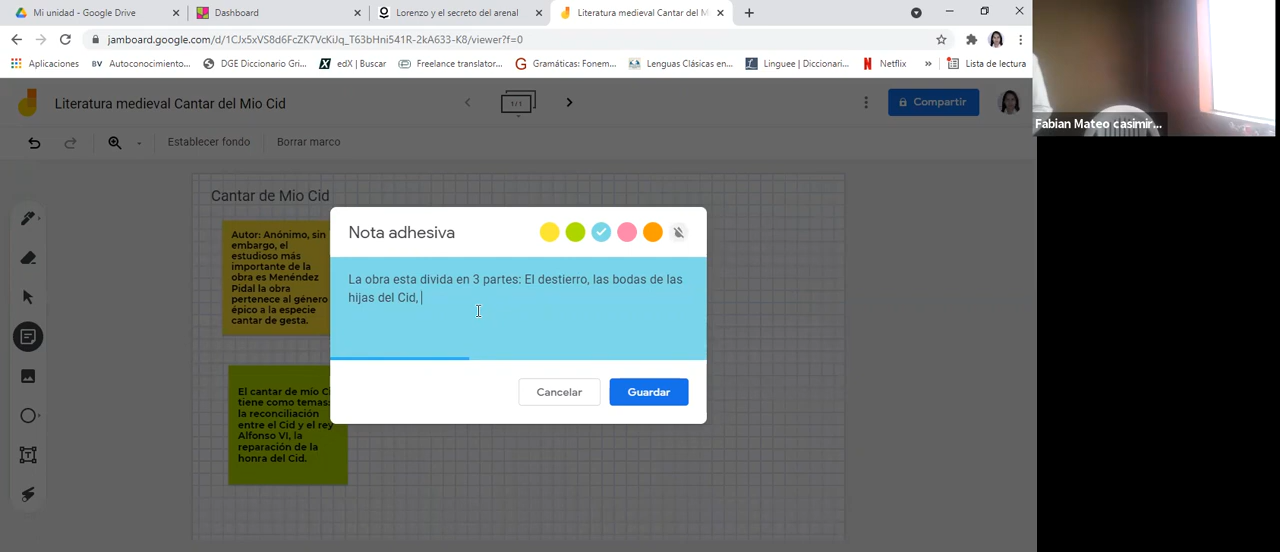 Mi unidad - Google Drive
Dashboard
Lorenzo y el secreto del arenal
Literatura medieval Cantar del M
jamboard.google.com/d/1CJx5xVS8d6FcZK7VcKiJq_T63bHni541R-2kA633-K8/viewer?f=0
Aplicaciones
BV Autoconocimiento...
DGE Diccionario Gri...
edX | Buscar
Freelance translator...
G Gramáticas: Fonem...
Lenguas Clásicas en...
Linguee | Diccionari...
Netflix
»
Lista de lectura
Fabian Mateo casimir...
Literatura medieval Cantar del Mio Cid
1/1
Compartir
Establecer fondo
Borrar marco
Cantar de Mio Cid
Autor: Anónimo, sin
embargo, el
estudioso más
importante de la
obra es Menéndez
Pidal la obra
pertenece al género
épico a la especie
cantar de gesta.
El cantar de mío C
tiene como temas:
la reconciliación
entre el Cid y el rey
Alfonso VI, la
reparación de la
honra del Cid.
Nota adhesiva
La obra esta divida en 3 partes: El destierro, las bodas de las
hijas del Cid,
Cancelar
Guardar